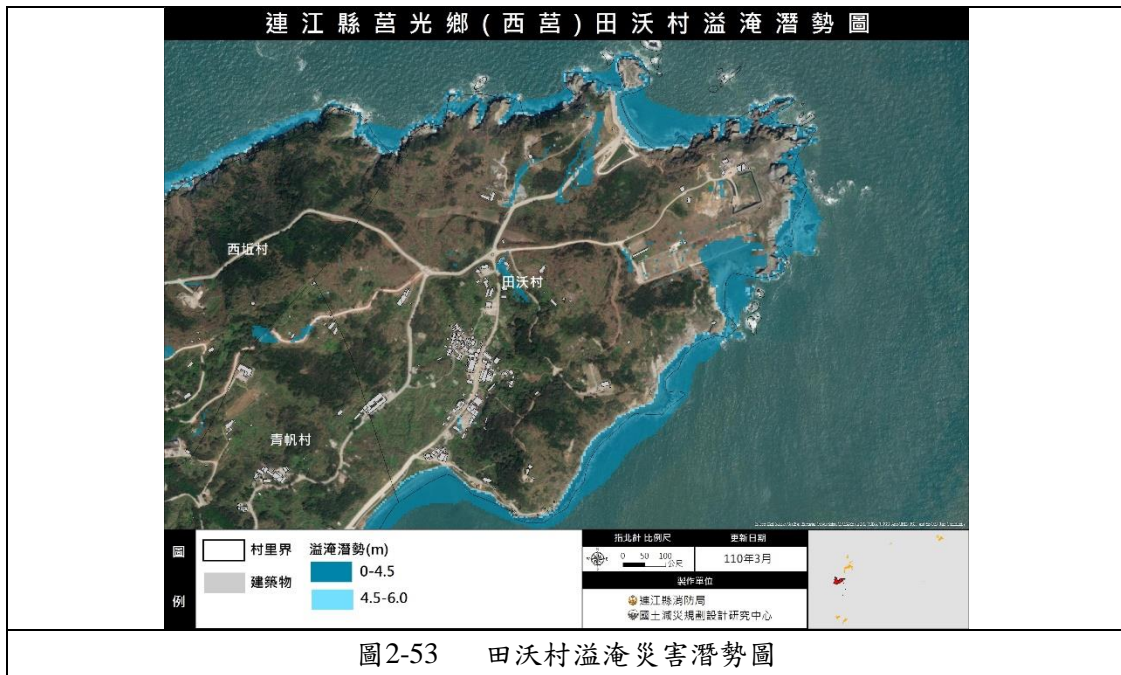 連江縣莒光鄉(西莒)田沃村溢淹潛勢圖
西坵村
田沃村
青帆村
圖例
村里界
建築物
溢淹潛勢(m)
0-4.5
4.5-6.0
指北針 比例尺
0 50 100
公尺
更新日期
110年3月
製作單位
連江縣消防局
國土減災規劃設計研究中心
圖2-53 田沃村溢淹災害潛勢圖